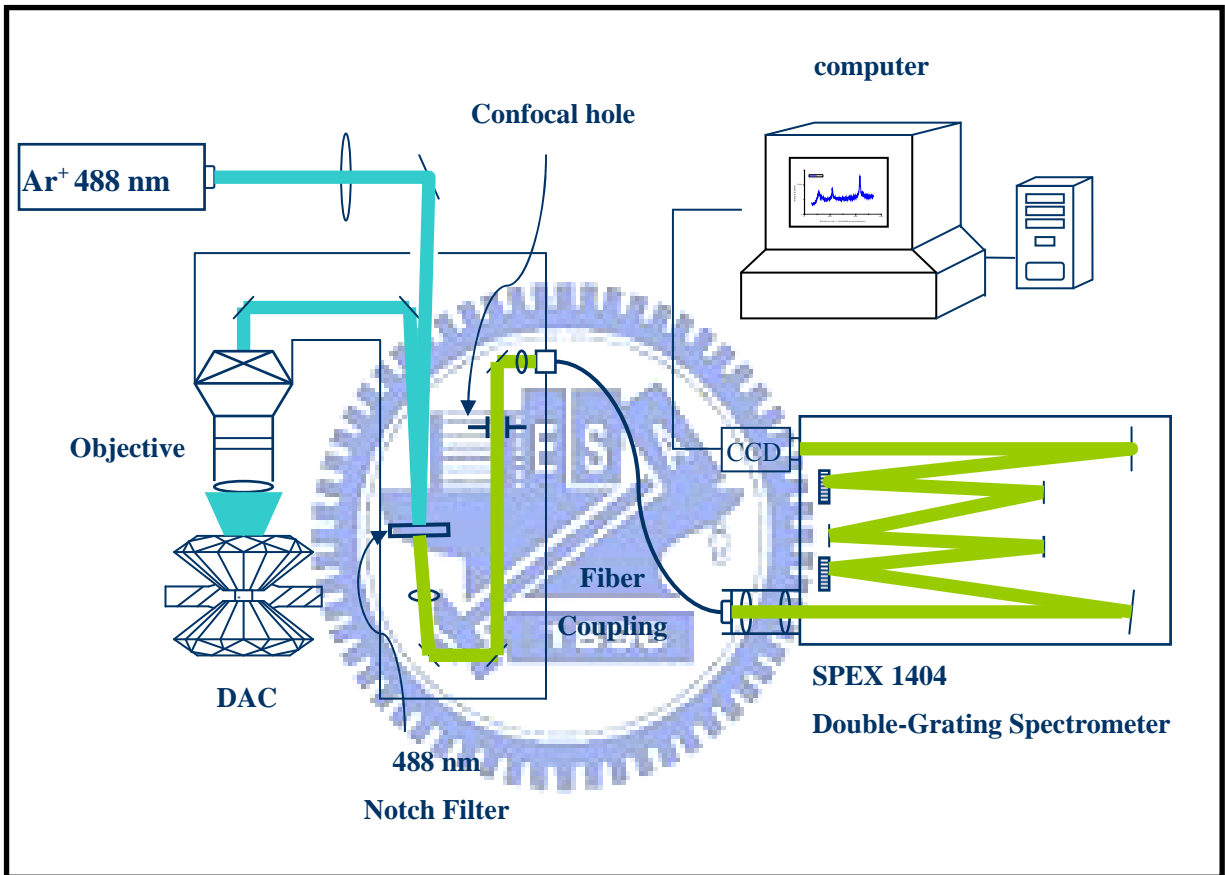 computer
Confocal hole
Ar+ 488 nm
Objective
CCD
Fiber
Coupling
DAC
SPEX 1404
Double-Grating Spectrometer
488 nm
Notch Filter